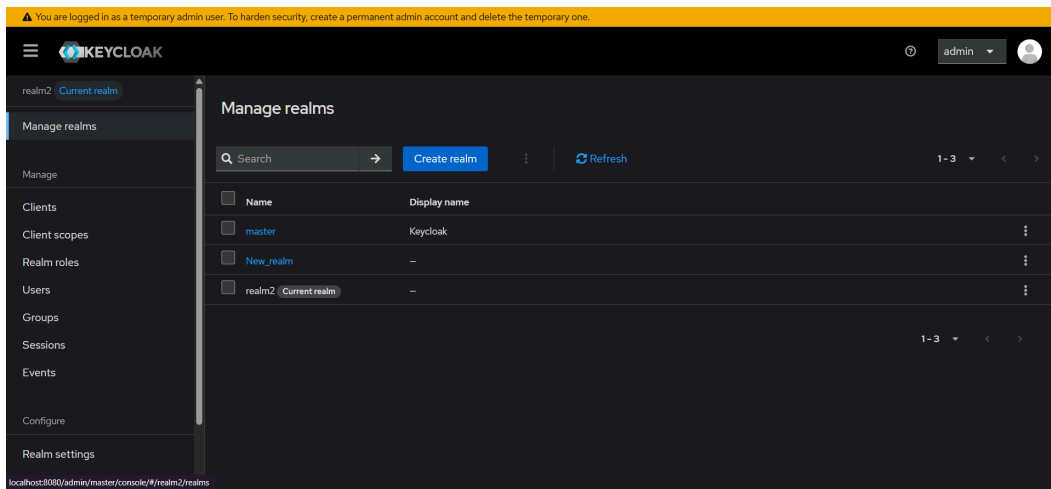 You are logged in as a temporary admin user. To harden security, create a permanent admin account and delete the temporary one.
KEYCLOAK
admin
realm2 Current realm
Manage realms
Manage
Clients
Client scopes
Realm roles
Users
Groups
Sessions
Events
Configure
Realm settings
Manage realms
Search
Create realm
Refresh
1-3
Name Display name
master Keycloak
New_realm –
realm2 Current realm –
1-3
localhost:8080/admin/master/console/#/realm2/realms